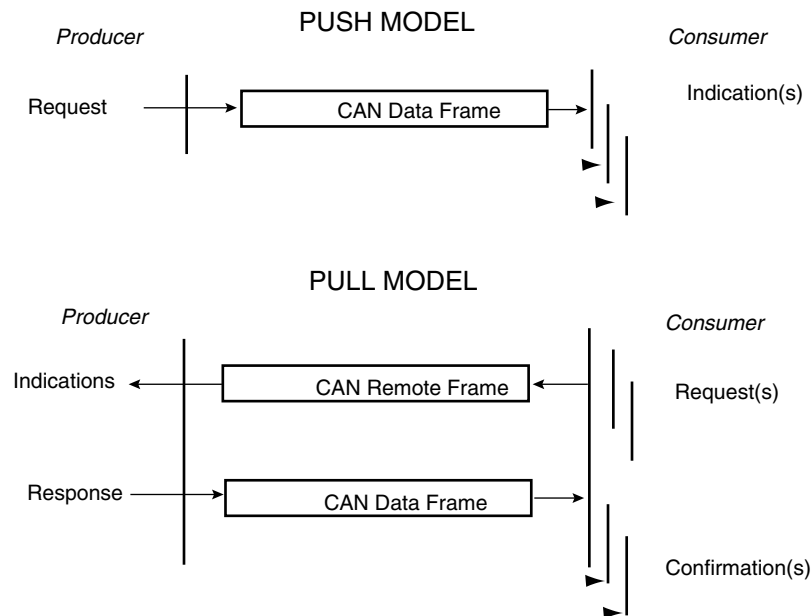 PUSH MODEL
Producer
Consumer
Request
CAN Data Frame
Indication(s)
PULL MODEL
Producer
Consumer
Indications
CAN Remote Frame
Request(s)
Response
CAN Data Frame
Confirmation(s)